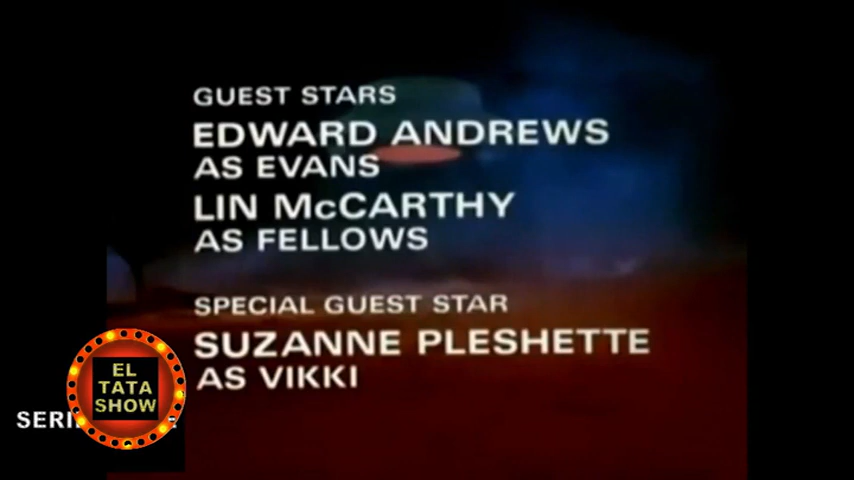 GUEST STARS
EDWARD ANDREWS
AS EVANS
LIN McCARTHY
AS FELLOWS
SPECIAL GUEST STAR
SUZANNE PLESHETTE
AS VIKKI
EL
TATA
SHOW